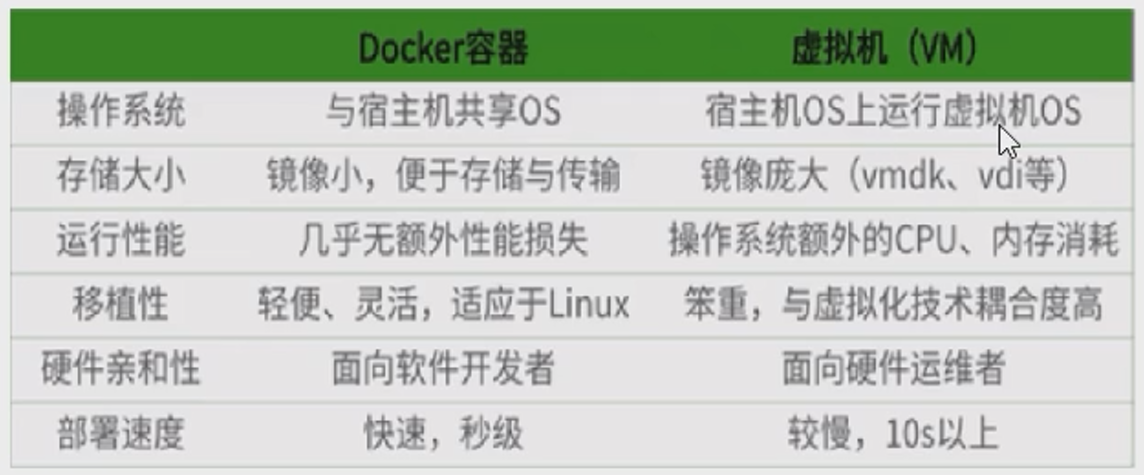 Docker容器 虚拟机（VM）
操作系统 与宿主机共享OS 宿主机OS上运行虚拟机OS
存储大小 镜像小，便于存储与传输 镜像庞大（vmdk、vdi等）
运行性能 几乎无额外性能损失 操作系统额外的CPU、内存消耗
移植性 轻便、灵活，适应于Linux 笨重，与虚拟化技术耦合度高
硬件亲和性 面向软件开发者 面向硬件运维者
部署速度 快速，秒级 较慢，10s以上